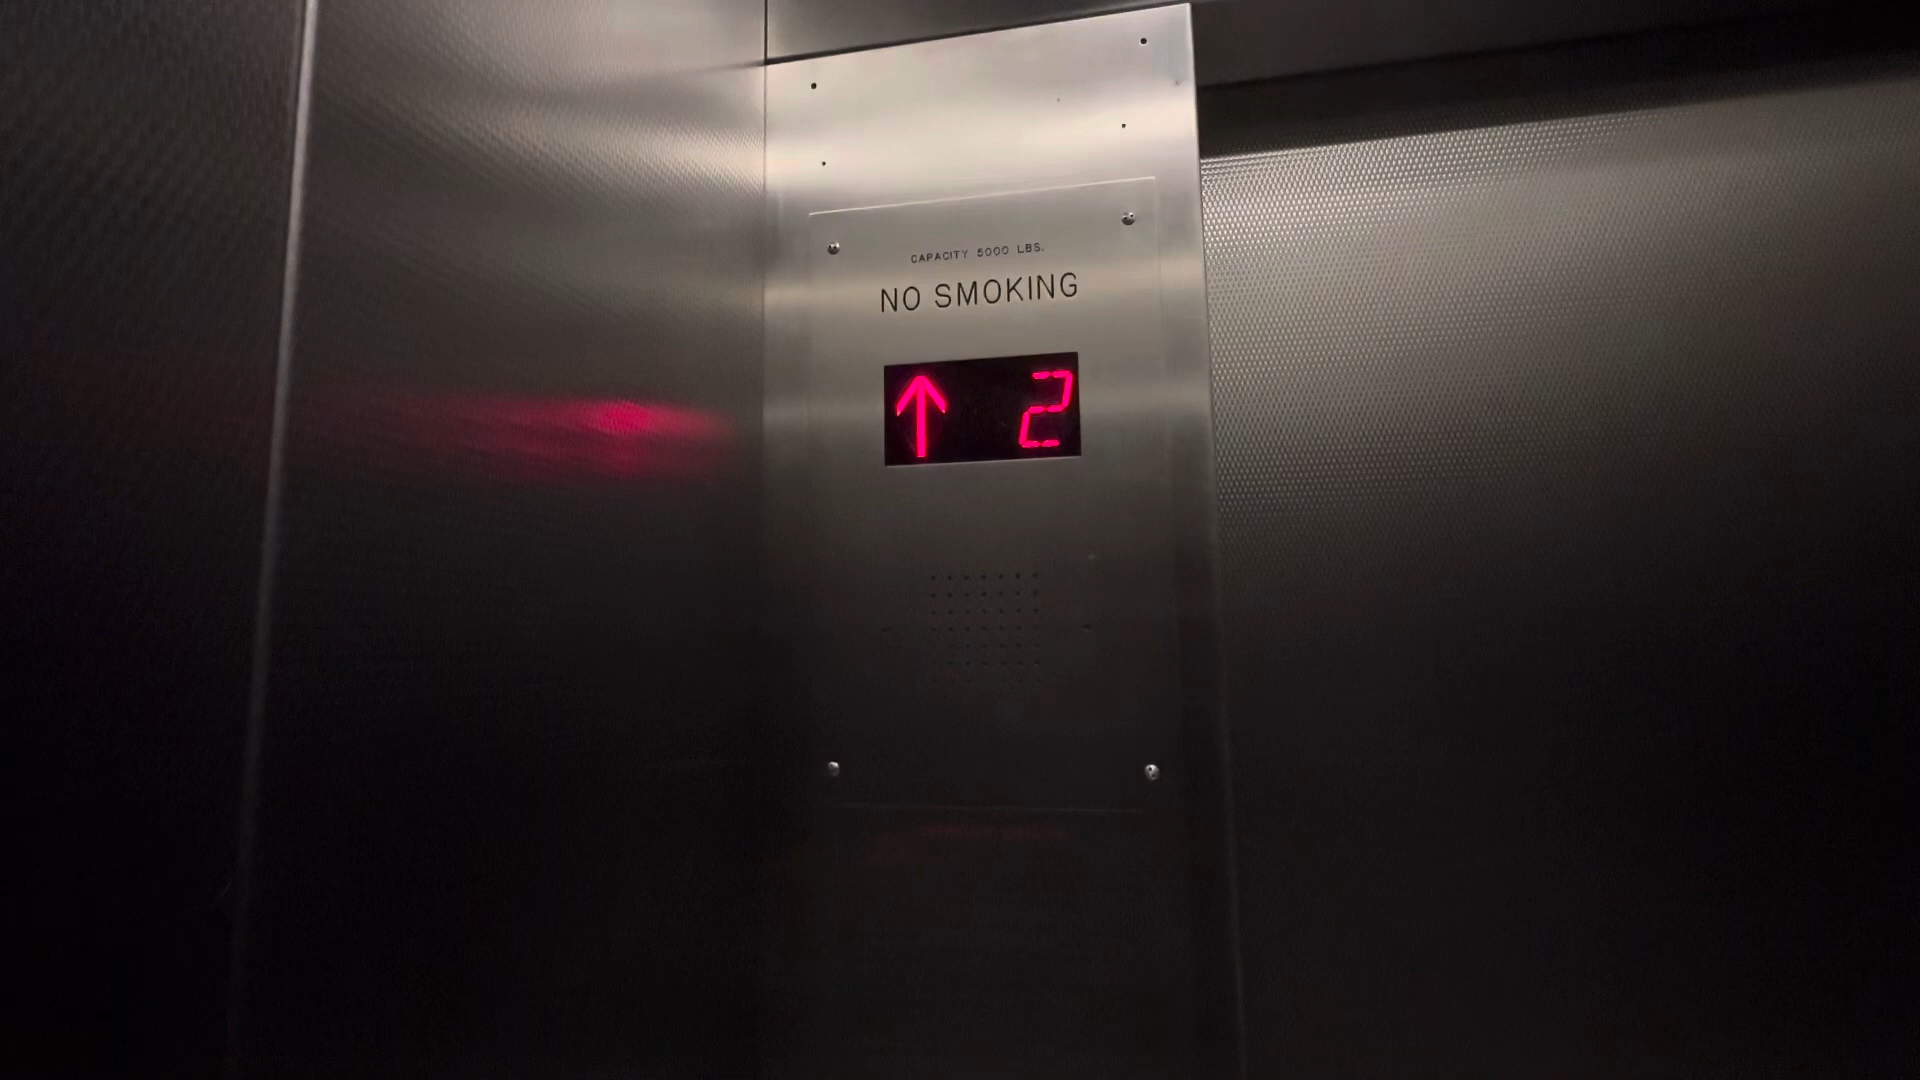 CAPACITY 5000 LBS.
NO SMOKING
↑ 2